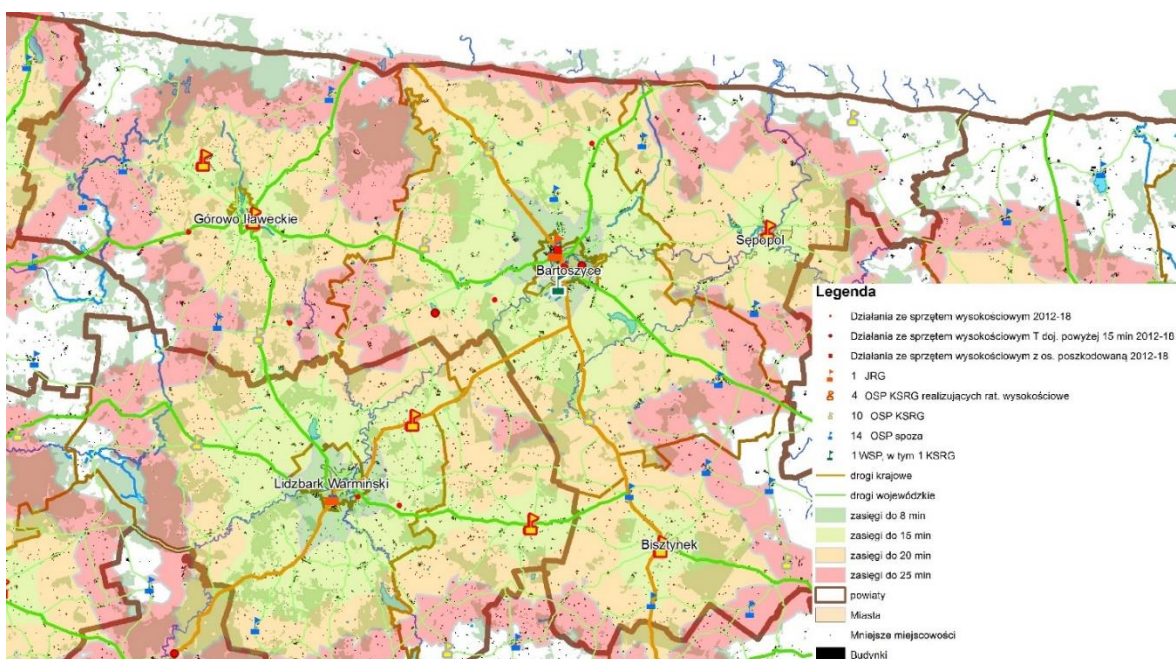 Górowo Iławeckie
Sępopol
Bartoszyce
Lidzbark Warmiński
Bisztynek
Legenda
Działania ze sprzętem wysokościowym 2012-18
Działania ze sprzętem wysokościowym T doj. powyżej 15 min 2012-18
Działania ze sprzętem wysokościowym z os. poszkodowaną 2012-18
1 JRG
4 OSP KSRG realizujących rat. wysokościowe
10 OSP KSRG
14 OSP spoza
1 WSP, w tym 1 KSRG
drogi krajowe
drogi wojewódzkie
zasięgi do 8 min
zasięgi do 15 min
zasięgi do 20 min
zasięgi do 25 min
powiaty
Miasta
Mniejsze miejscowości
Budynki